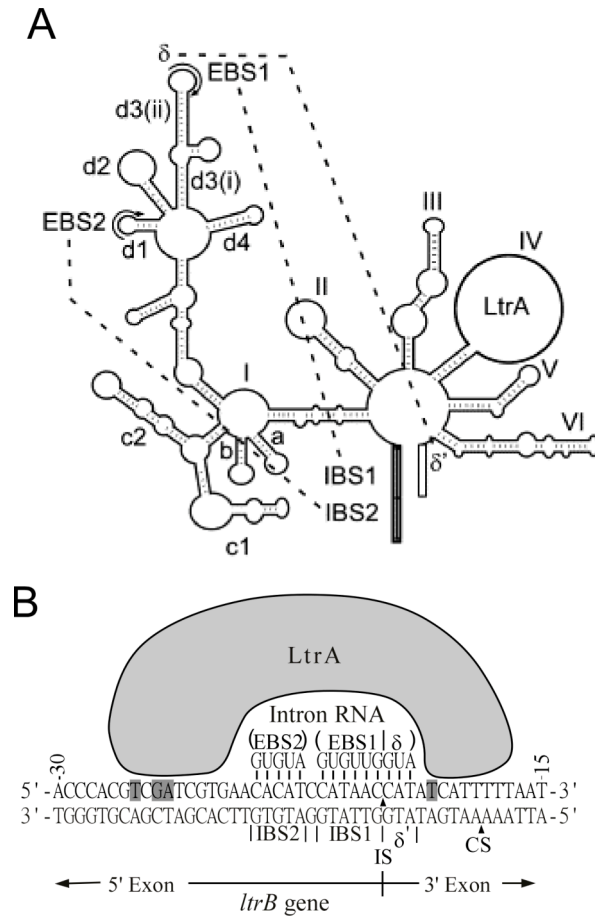 A
δ
EBS1
d3(ii)
d2
d3(i)
EBS2
d1
d4
III
IV
II
LtrA
I
V
c2
a
b
VI
IBS1
δ'
IBS2
c1
B
LtrA
Intron RNA
(EBS2) (EBS1| δ )
GUGUA GUGUUGGUA
-30
-15
5'-ACCCACGTCGATCGTGAACACATCCATAACCATATCATTTTTAAT-3'
3'-TGGGTGCAGCTAGCACTTGTGTAGGTATTGGTATAGTAAAAATTA-5'
|IBS2| |IBS1| δ'|
IS
CS
5' Exon
3' Exon
ltrB gene